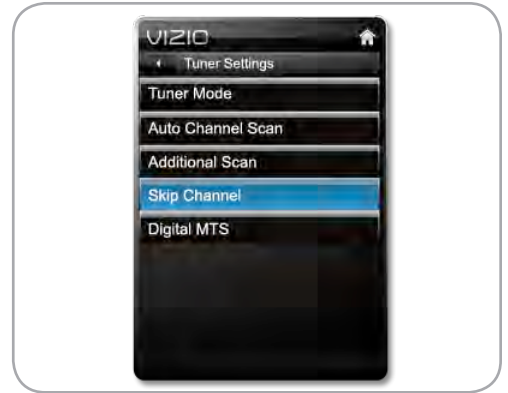 VIZIO
Tuner Settings
Tuner Mode
Auto Channel Scan
Additional Scan
Skip Channel
Digital MTS